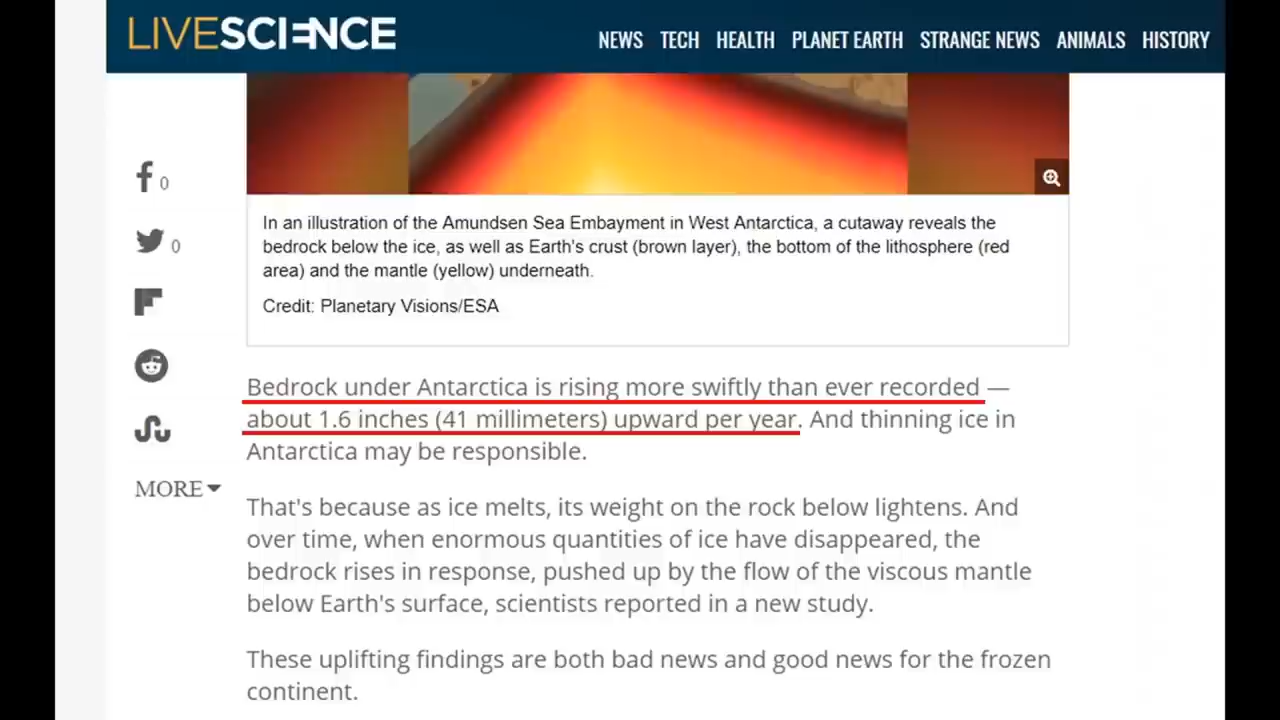 LIVESCIENCE
NEWS TECH HEALTH PLANET EARTH STRANGE NEWS ANIMALS HISTORY
0
0
MORE
In an illustration of the Amundsen Sea Embayment in West Antarctica, a cutaway reveals the
bedrock below the ice, as well as Earth's crust (brown layer), the bottom of the lithosphere (red
area) and the mantle (yellow) underneath.
Credit: Planetary Visions/ESA
Bedrock under Antarctica is rising more swiftly than ever recorded —
about 1.6 inches (41 millimeters) upward per year. And thinning ice in
Antarctica may be responsible.
That's because as ice melts, its weight on the rock below lightens. And
over time, when enormous quantities of ice have disappeared, the
bedrock rises in response, pushed up by the flow of the viscous mantle
below Earth's surface, scientists reported in a new study.
These uplifting findings are both bad news and good news for the frozen
continent.